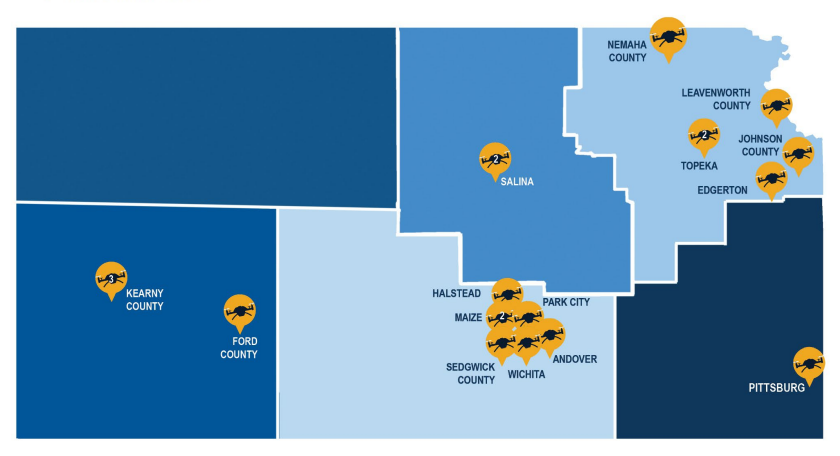 NEMAHA
COUNTY
LEAVENWORTH
COUNTY
2
TOPEKA
JOHNSON
COUNTY
EDGERTON
2
SALINA
3
KEARNY
COUNTY
FORD
COUNTY
HALSTEAD
PARK CITY
MAIZE
2
ANDOVER
SEDGWICK
COUNTY
WICHITA
PITTSBURG